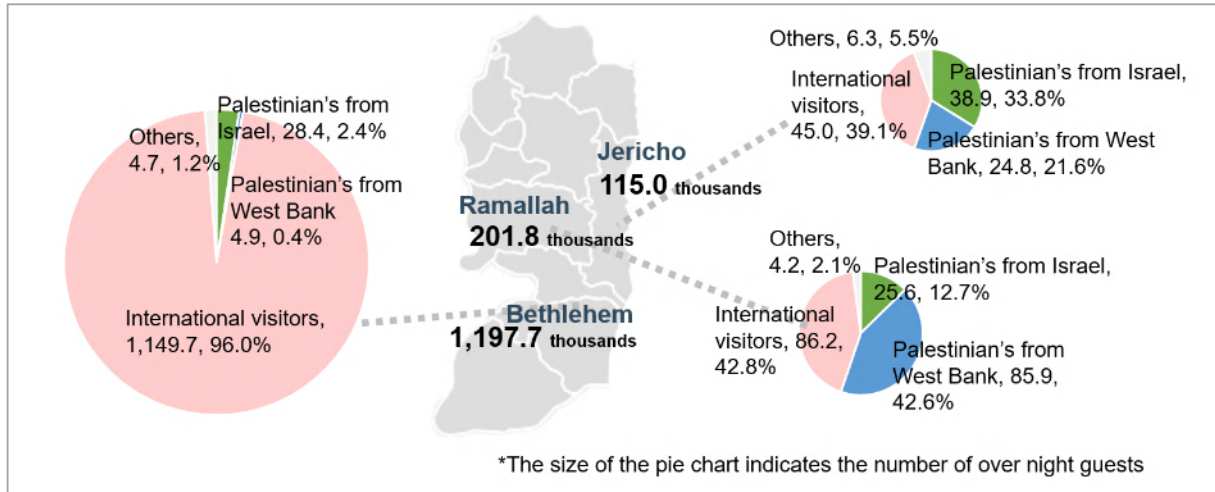 Palestinian's from
Israel, 28.4, 2.4%
Others,
4.7, 1.2%
Palestinian's from
West Bank
4.9, 0.4%
International visitors,
1,149.7, 96.0%
Jericho
115.0 thousands
Ramallah
201.8 thousands
Bethlehem
1,197.7 thousands
Others, 6.3, 5.5%
International
visitors,
45.0, 39.1%
Palestinian's from Israel,
38.9, 33.8%
Palestinian's from West
Bank, 24.8, 21.6%
Others,
4.2, 2.1%
Palestinian's from Israel,
25.6, 12.7%
International
visitors, 86.2,
42.8%
Palestinian's from
West Bank, 85.9,
42.6%
*The size of the pie chart indicates the number of over night guests